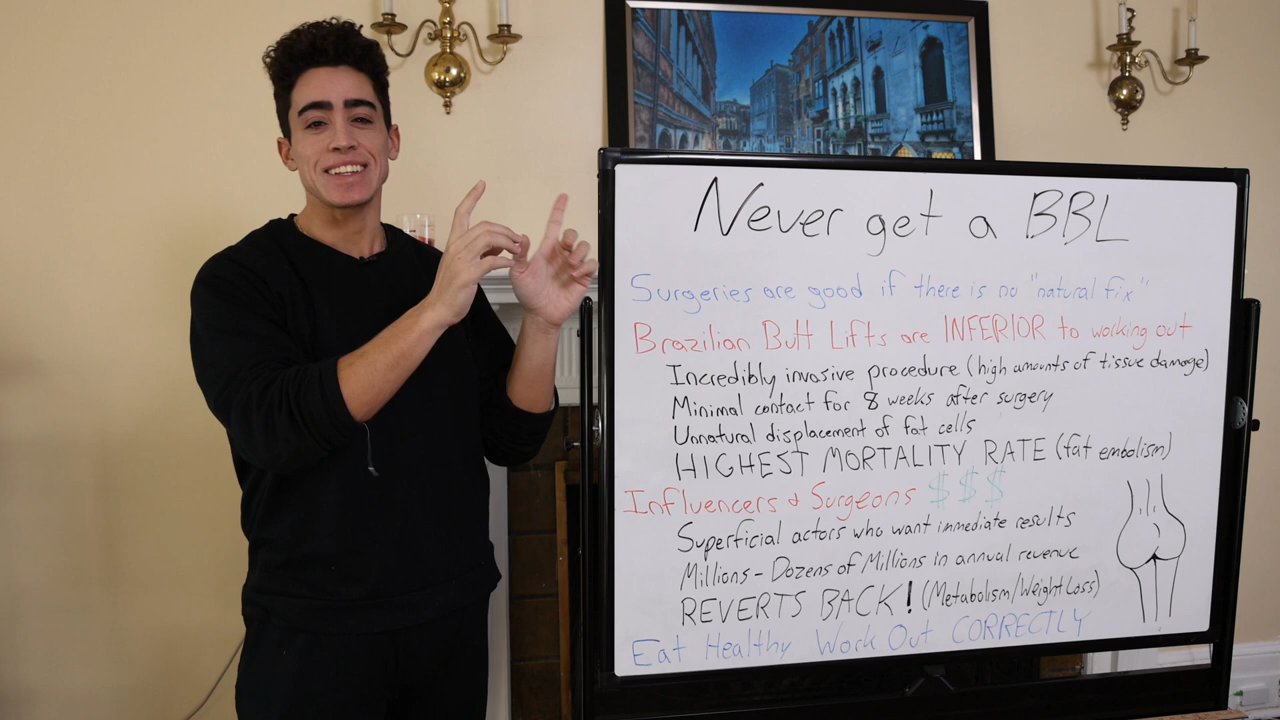 Never get a BBL
Surgeries are good if there is no "natural fix"
Brazilian Butt Lifts are INFERIOR to working out
Incredibly invasive procedure (high amounts of tissue damage)
Minimal contact for 8 weeks after surgery
Unnatural displacement of fat cells
HIGHEST MORTALITY RATE (fat embolism)
Influencers & Surgeons $$$
Superficial actors who want immediate results
Millions - Dozens of Millions in annual revenue
REVERTS BACK! (Metabolism/Weight Loss)
Eat Healthy Work Out CORRECTLY